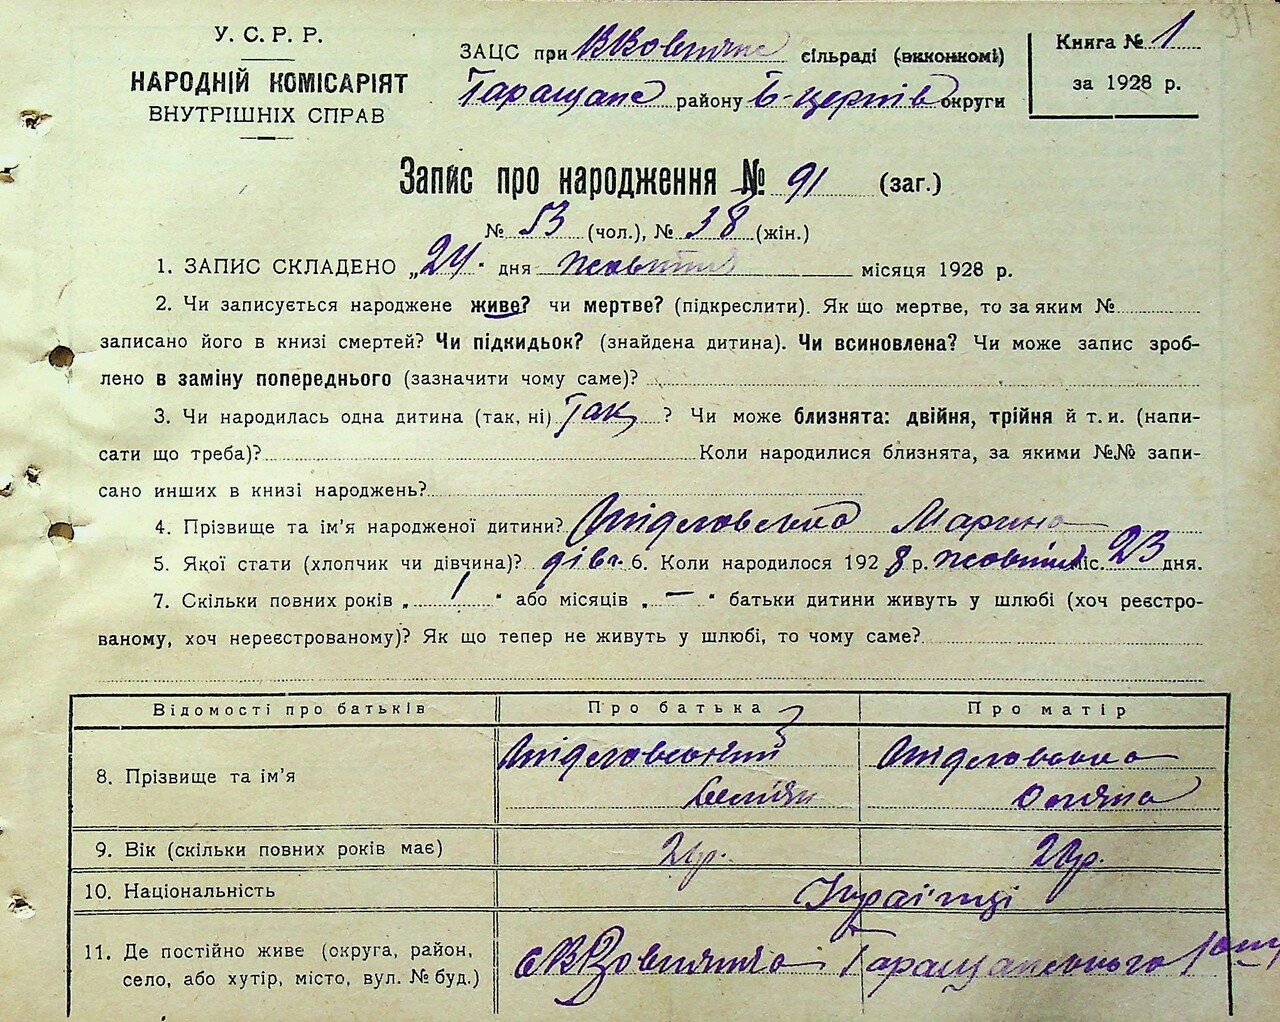 91
У. С. Р. Р.
НАРОДНІЙ КОМІСАРІЯТ
ВНУТРІШНІХ СПРАВ
ЗАЦС при сільраді (виконкомі)
Таращанс району Б-церків округи
Книга № 1
за 1928 р.
Запис про народження № 91 (заг.)
№ 53 (чол.), № 38 (жін.)
1. ЗАПИС СКЛАДЕНО „24" дня жовтня місяця 1928 р.
2. Чи записується народжене живе? чи мертве? (підкреслити). Як що мертве, то за яким №
записано його в книзі смертей? Чи підкидьок? (знайдена дитина). Чи всиновлена? Чи може запис зроб-
лено в заміну попереднього (зазначити чому саме)?
3. Чи народилась одна дитина (так, ні) Так ? Чи може близнята: двійня, трійня й т. и. (напи-
сати що треба)? Коли народилися близнята, за якими №№ запи-
сано инших в книзі народжень?
4. Прізвище та ім'я народженої дитини? Марина
5. Якої стати (хлопчик чи дівчина)? дівч. 6. Коли народилося 1928 р. жовтня міс. 23 дня.
7. Скільки повних років „ 1 " або місяців „ — " батьки дитини живуть у шлюбі (хоч реєстро-
ваному, хоч нереєстрованому)? Як що тепер не живуть у шлюбі, то чому саме?
Відомості про батьків Про батька Про матір
8. Прізвище та ім'я
9. Вік (скільки повних років має)
10. Національність Українці
11. Де постійно живе (округа, район, Таращанського
село, або хутір, місто, вул. № буд.)